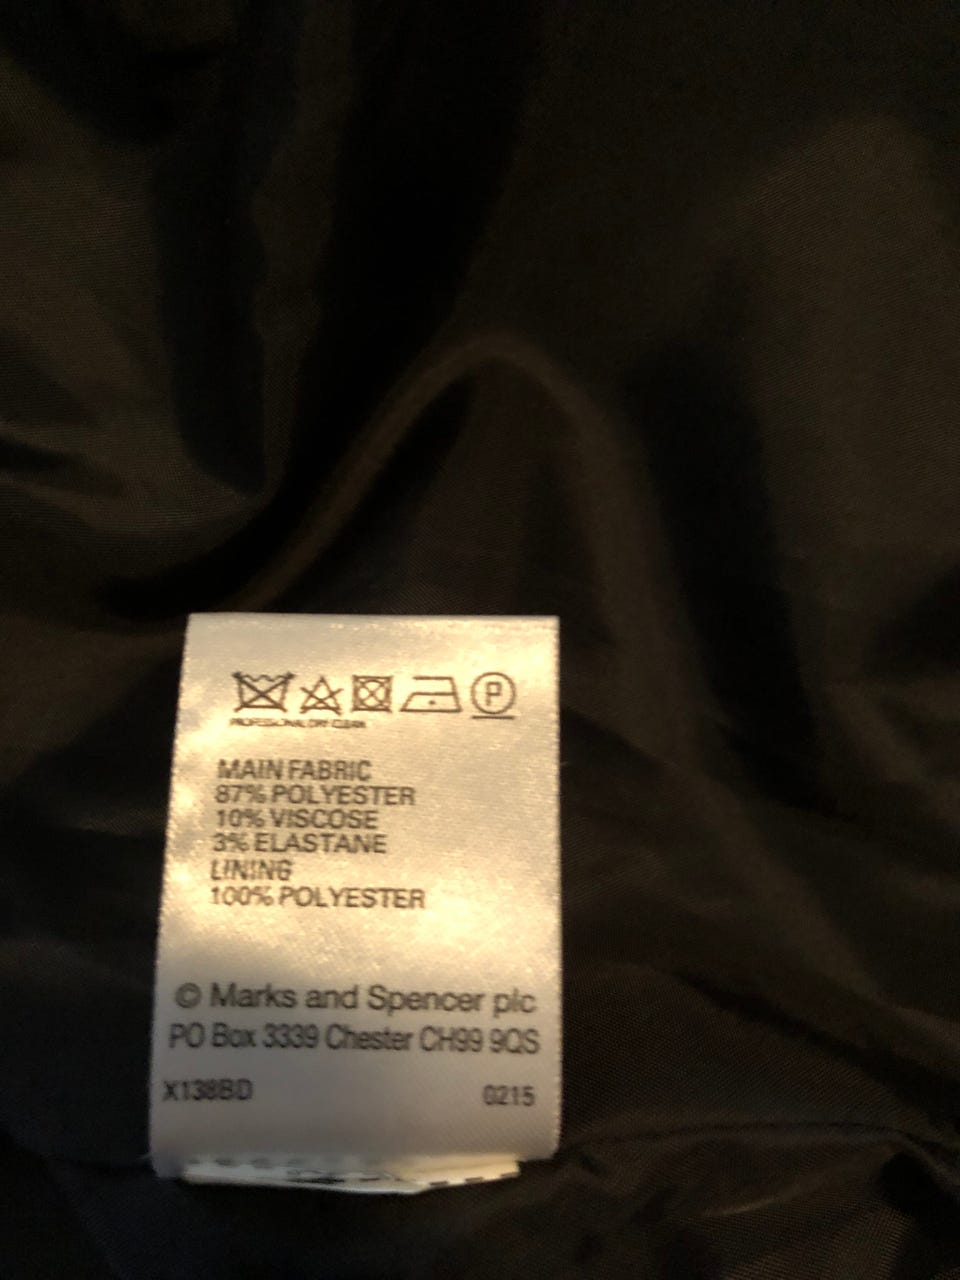 P
PROFESSIONAL DRY CLEAN
MAIN FABRIC
87% POLYESTER
10% VISCOSE
3% ELASTANE
LINING
100% POLYESTER
© Marks and Spencer plc
PO Box 3339 Chester CH99 9QS
X138BD 0215